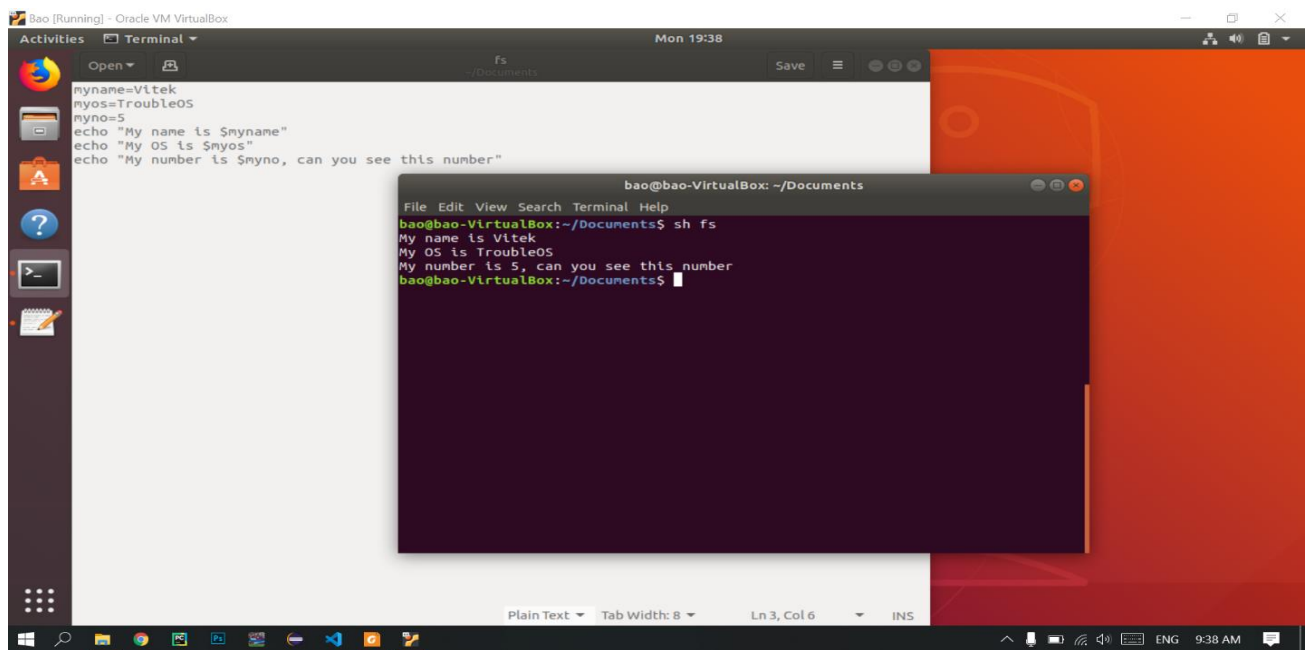 Bao [Running] - Oracle VM VirtualBox
Activities Terminal Mon 19:38
Open fs Save
~/Documents
myname=Vitek
myos=TroubleOS
myno=5
echo "My name is $myname"
echo "My OS is $myos"
echo "My number is $myno, can you see this number"
bao@bao-VirtualBox: ~/Documents
File Edit View Search Terminal Help
bao@bao-VirtualBox:~/Documents$ sh fs
My name is Vitek
My OS is TroubleOS
My number is 5, can you see this number
bao@bao-VirtualBox:~/Documents$
Plain Text Tab Width: 8 Ln 3, Col 6 INS
PC Ps ENG 9:38 AM